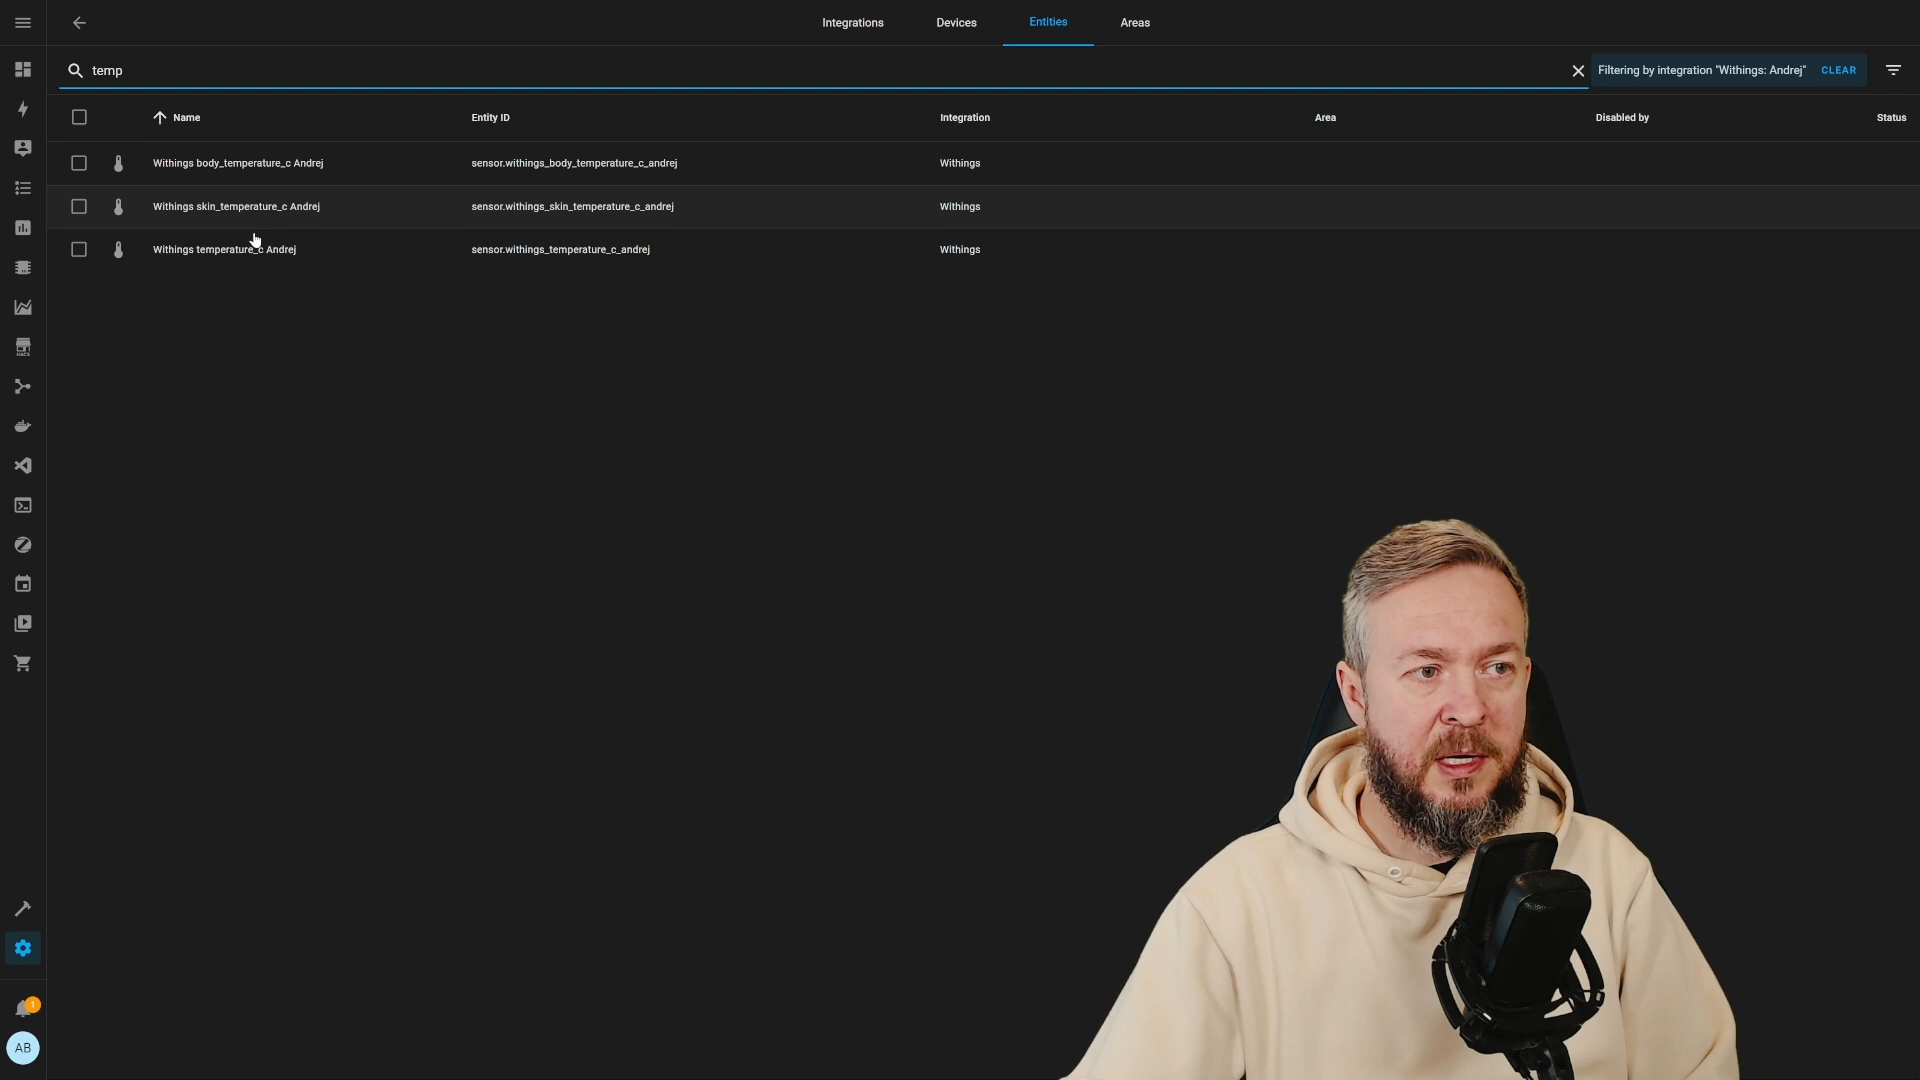 Integrations Devices Entities Areas
temp Filtering by integration "Withings: Andrej" CLEAR
Name Entity ID Integration Area Disabled by Status
Withings body_temperature_c Andrej sensor.withings_body_temperature_c_andrej Withings
Withings skin_temperature_c Andrej sensor.withings_skin_temperature_c_andrej Withings
Withings temperature_c Andrej sensor.withings_temperature_c_andrej Withings
HACS
1
AB